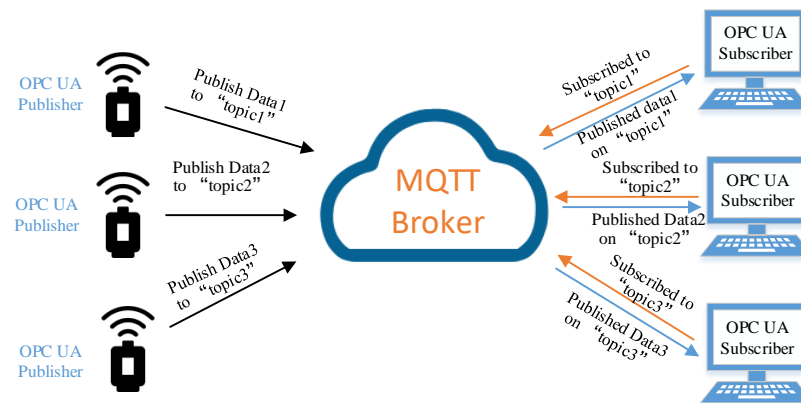 OPC UA
Publisher
Publish Data1
to “topic1”
OPC UA
Publisher
Publish Data2
to “topic2”
OPC UA
Publisher
Publish Data3
to “topic3”
MQTT
Broker
Subscribed to
“topic1”
Published data1
on “topic1”
OPC UA
Subscriber
Subscribed to
“topic2”
Published Data2
on “topic2”
OPC UA
Subscriber
Subscribed to
“topic3”
Published Data3
on “topic3”
OPC UA
Subscriber